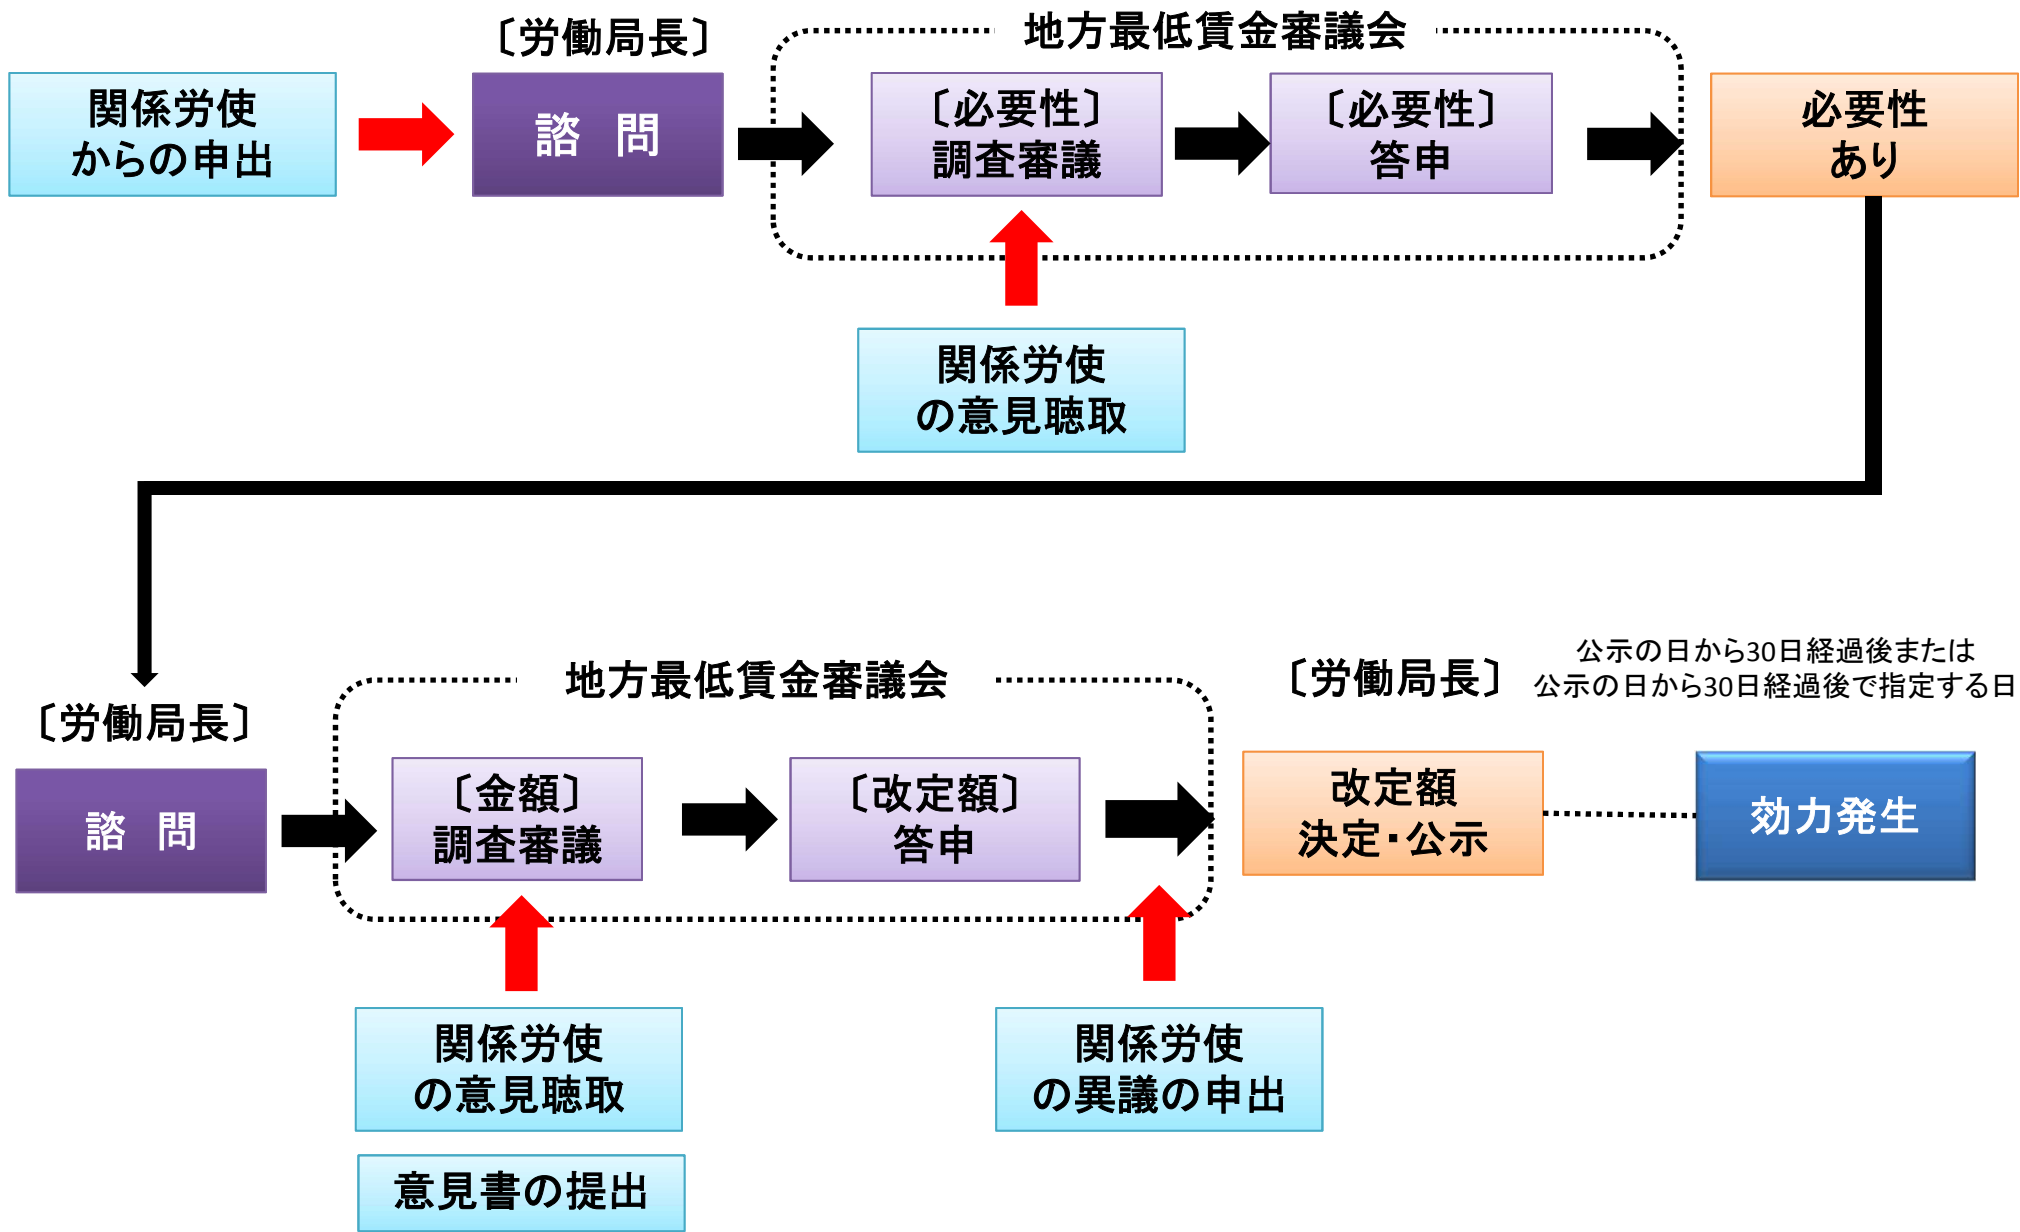 〔労働局長〕
地方最低賃金審議会
関係労使
からの申出
諮　問
〔必要性〕
調査審議
〔必要性〕
答申
必要性
あり
関係労使
の意見聴取
〔労働局長〕
諮　問
地方最低賃金審議会
〔金額〕
調査審議
〔改定額〕
答申
〔労働局長〕
改定額
決定・公示
公示の日から30日経過後または
公示の日から30日経過後で指定する日
効力発生
関係労使
の意見聴取
意見書の提出
関係労使
の異議の申出